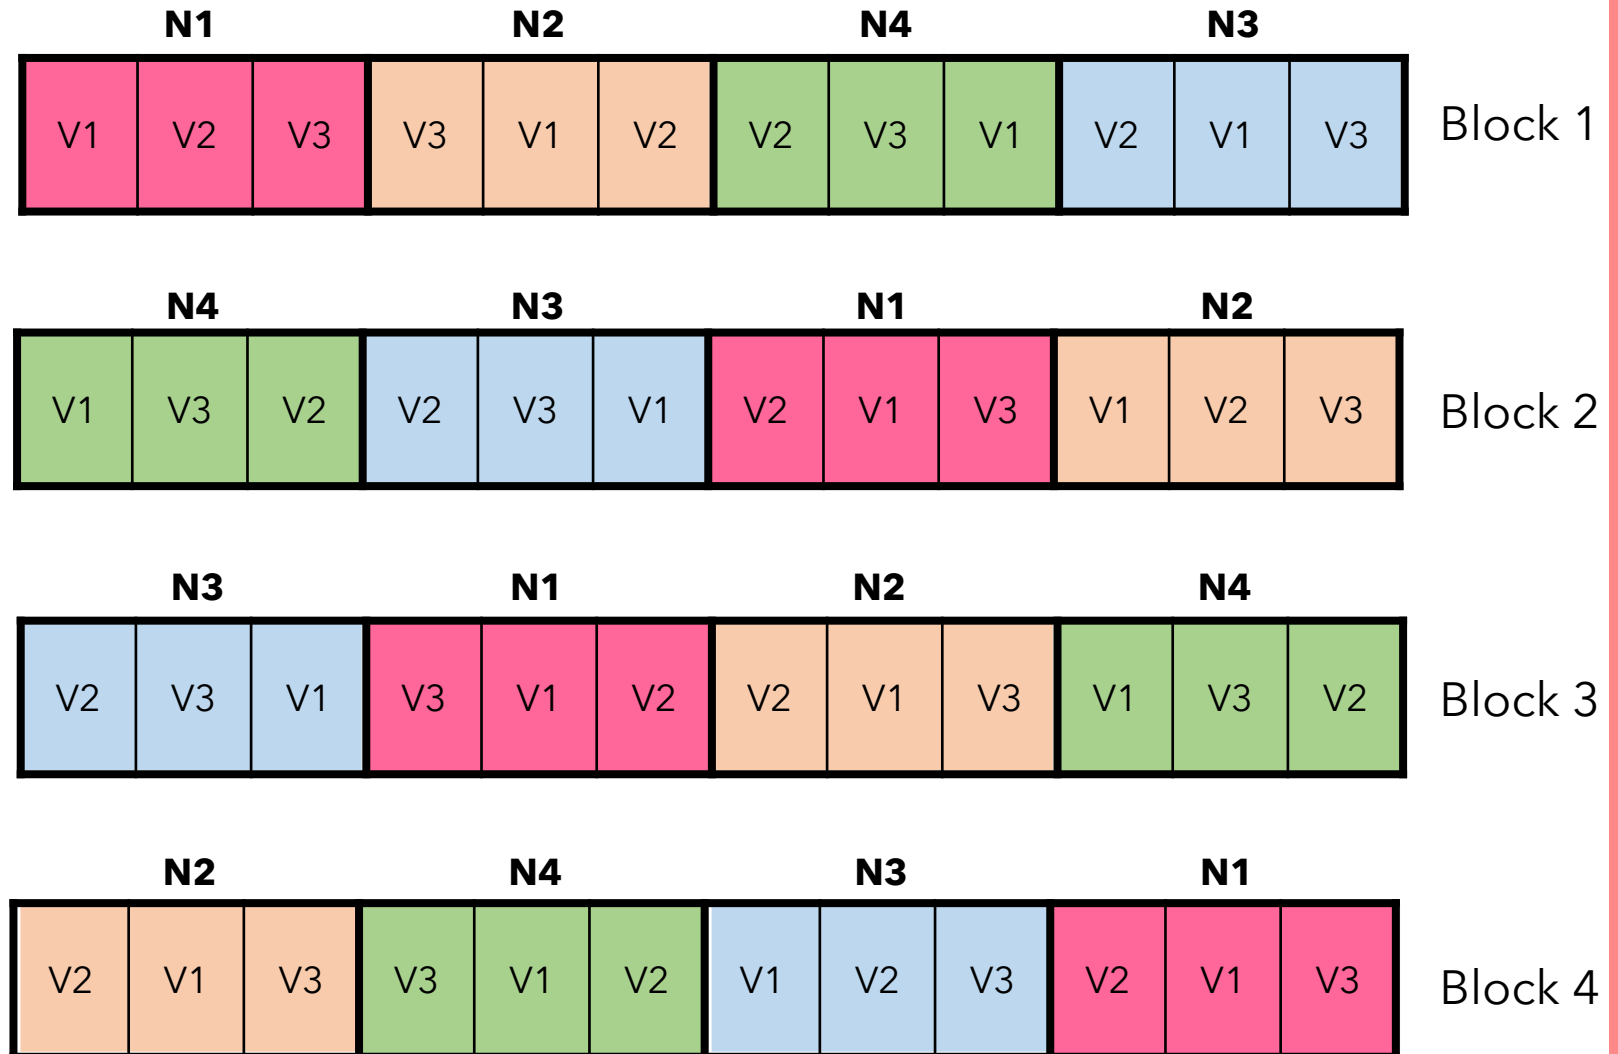 N1 N2 N4 N3
V1 V2 V3 V3 V1 V2 V2 V3 V1 V2 V1 V3 Block 1
N4 N3 N1 N2
V1 V3 V2 V2 V3 V1 V2 V1 V3 V1 V2 V3 Block 2
N3 N1 N2 N4
V2 V3 V1 V3 V1 V2 V2 V1 V3 V1 V3 V2 Block 3
N2 N4 N3 N1
V2 V1 V3 V3 V1 V2 V1 V2 V3 V2 V1 V3 Block 4